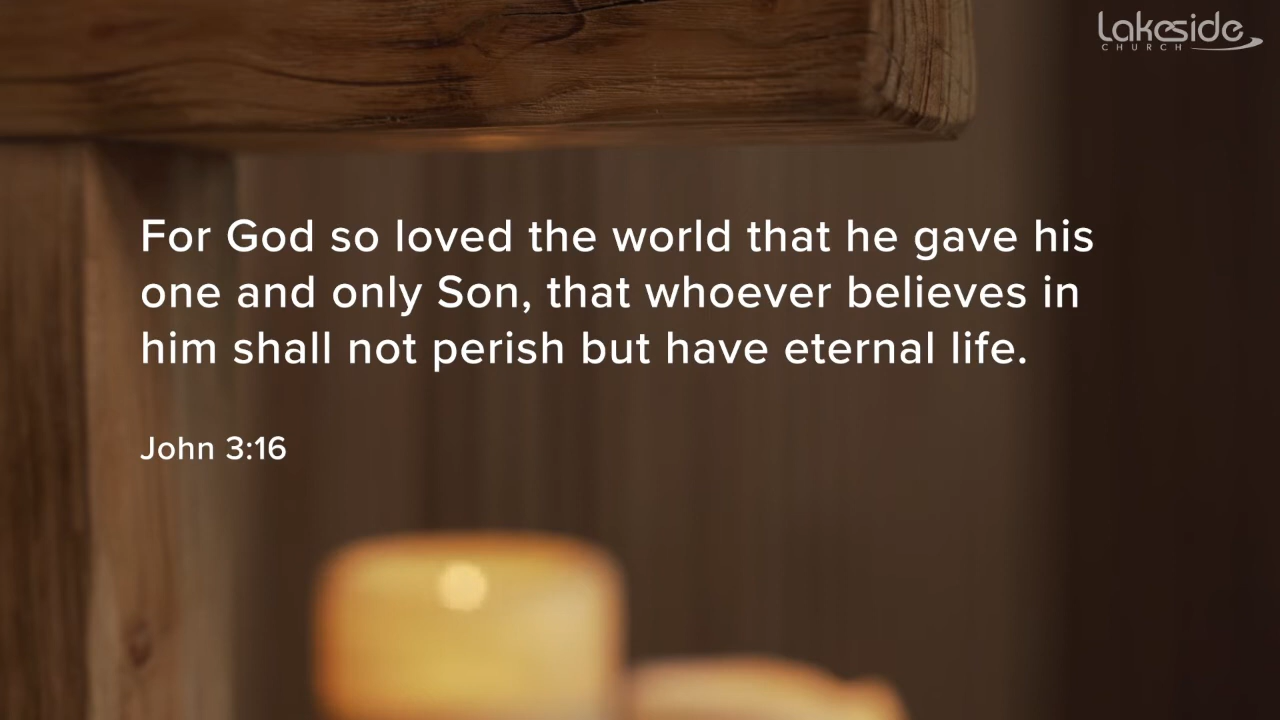 Lakeside
CHURCH
For God so loved the world that he gave his
one and only Son, that whoever believes in
him shall not perish but have eternal life.
John 3:16